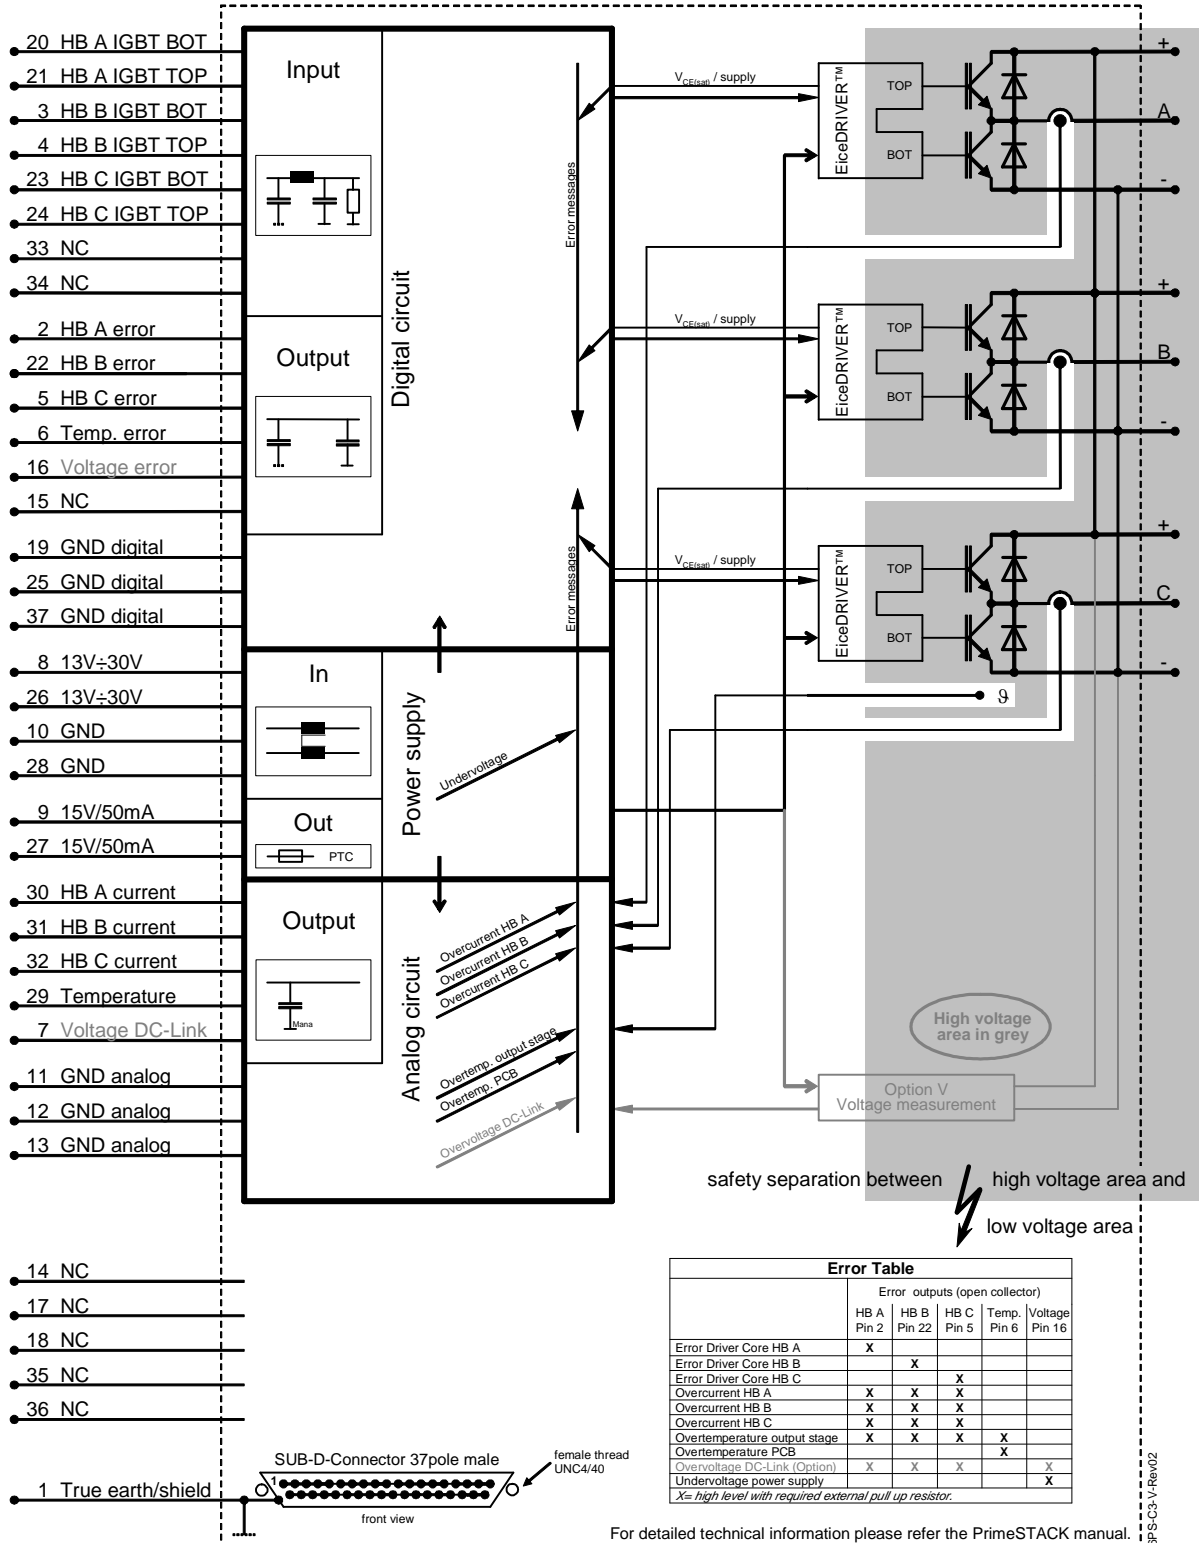 20 HB A IGBT BOT
21 HB A IGBT TOP
3 HB B IGBT BOT
4 HB B IGBT TOP
23 HB C IGBT BOT
24 HB C IGBT TOP
33 NC
34 NC
2 HB A error
22 HB B error
5 HB C error
6 Temp. error
16 Voltage error
15 NC
19 GND digital
25 GND digital
37 GND digital
8 13V÷30V
26 13V÷30V
10 GND
28 GND
9 15V/50mA
27 15V/50mA
30 HB A current
31 HB B current
32 HB C current
29 Temperature
7 Voltage DC-Link
11 GND analog
12 GND analog
13 GND analog
14 NC
17 NC
18 NC
35 NC
36 NC
1 True earth/shield
Input
Output
Digital circuit
Error messages
Error messages
In
Out
PTC
Power supply
Undervoltage
Output
Mana
Analog circuit
Overcurrent HB A
Overcurrent HB B
Overcurrent HB C
Overtemp. output stage
Overtemp. PCB
Overvoltage DC-Link
VCE(sat) / supply
EiceDRIVER™
TOP
BOT
+
A
-
VCE(sat) / supply
EiceDRIVER™
TOP
BOT
+
B
-
VCE(sat) / supply
EiceDRIVER™
TOP
BOT
+
C
-
ϑ
High voltage
area in grey
Option V
Voltage measurement
safety separation between high voltage area and
low voltage area
Error Table
Error outputs (open collector)
HB A HB B HB C Temp. Voltage
Pin 2 Pin 22 Pin 5 Pin 6 Pin 16
Error Driver Core HB A X
Error Driver Core HB B X
Error Driver Core HB C X
Overcurrent HB A X X X
Overcurrent HB B X X X
Overcurrent HB C X X X
Overtemperature output stage X X X X
Overtemperature PCB X
Overvoltage DC-Link (Option) X X X X
Undervoltage power supply X
X= high level with required external pull up resistor.
SUB-D-Connector 37pole male
1
female thread
UNC4/40
front view
For detailed technical information please refer the PrimeSTACK manual.
6PS-C3-V-Rev02